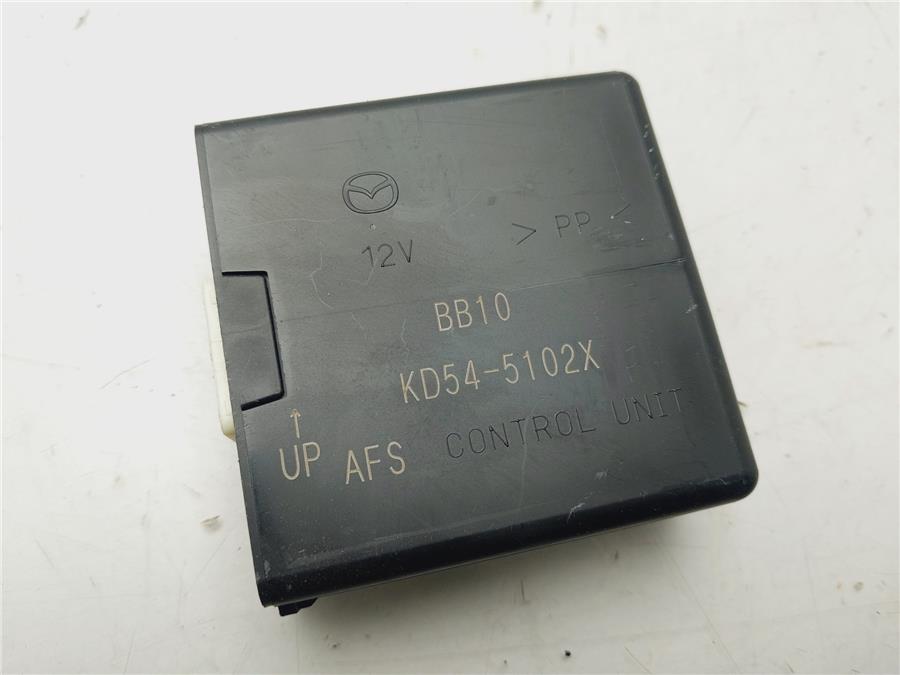 12V > PP <
BB10
KD54-5102X
↑
UP AFS CONTROL UNIT